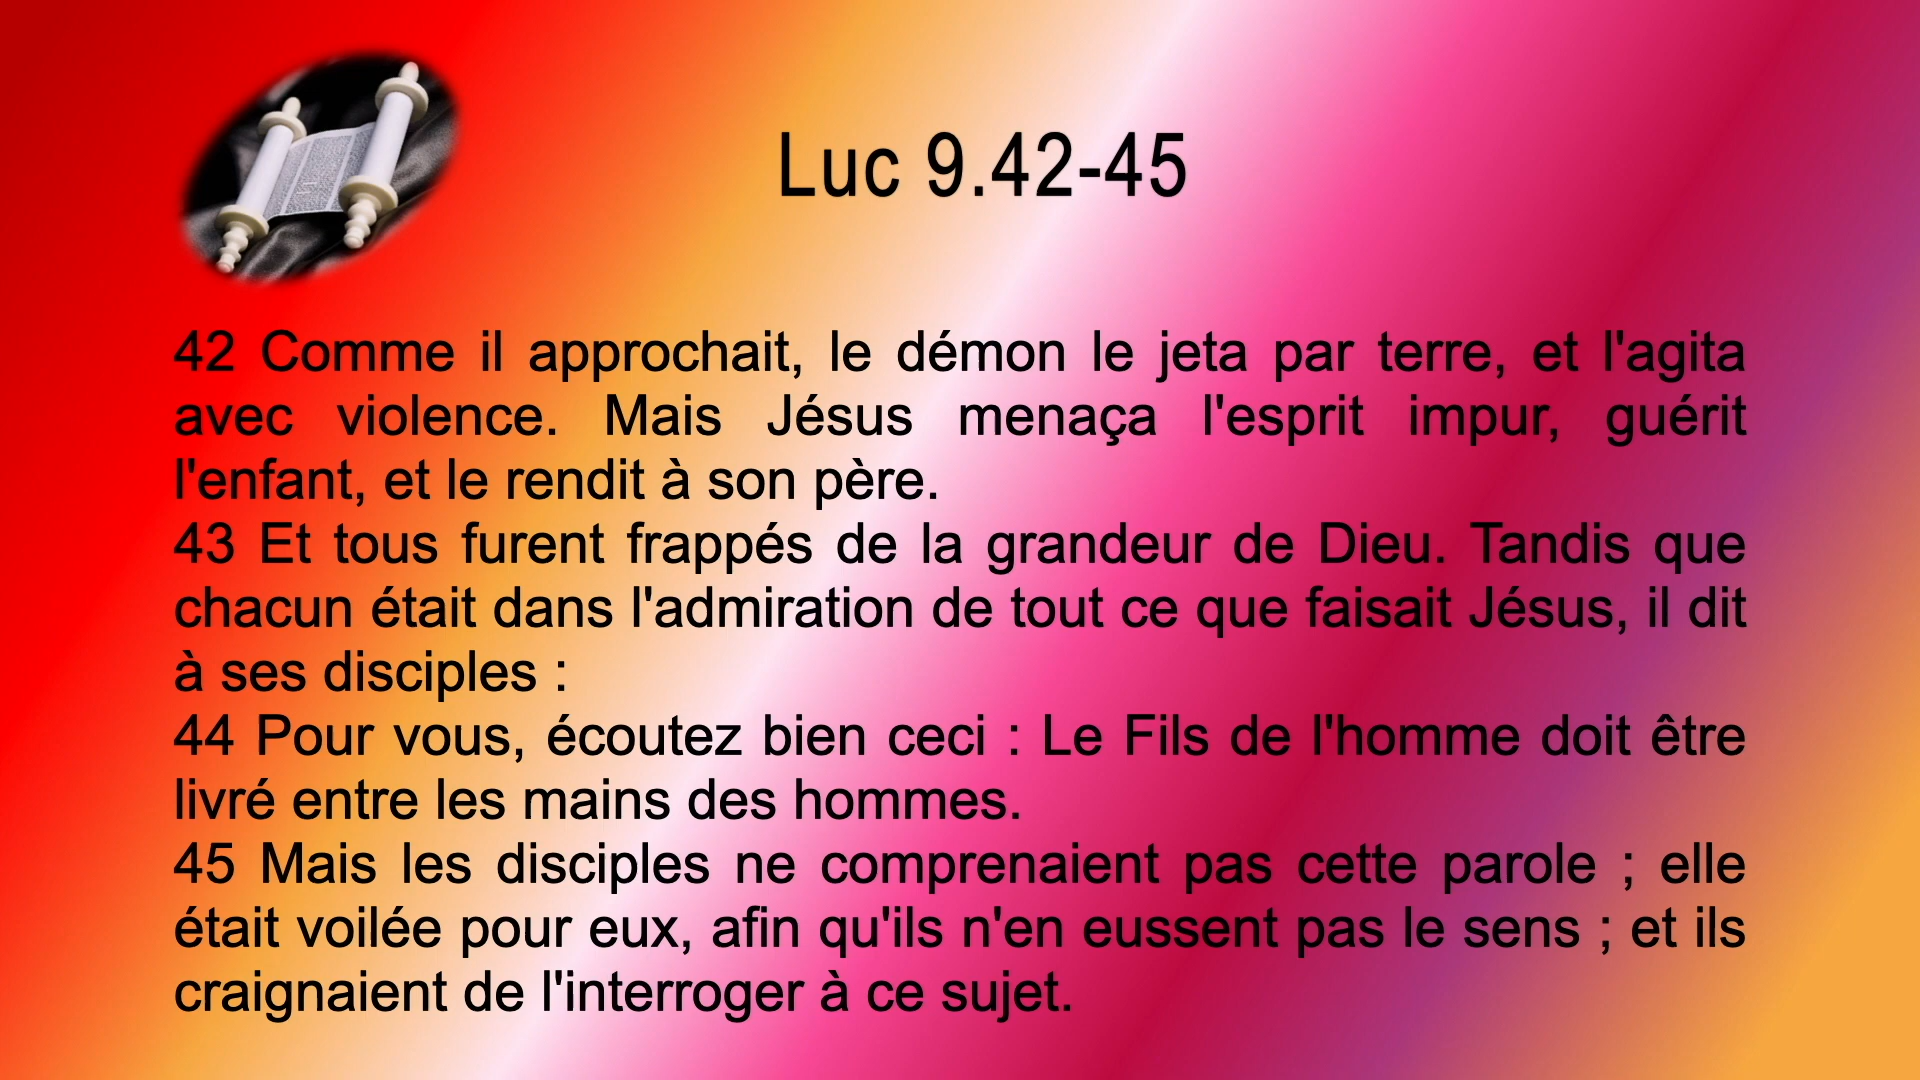 Luc 9.42-45
42 Comme il approchait, le démon le jeta par terre, et l'agita
avec violence. Mais Jésus menaça l'esprit impur, guérit
l'enfant, et le rendit à son père.
43 Et tous furent frappés de la grandeur de Dieu. Tandis que
chacun était dans l'admiration de tout ce que faisait Jésus, il dit
à ses disciples :
44 Pour vous, écoutez bien ceci : Le Fils de l'homme doit être
livré entre les mains des hommes.
45 Mais les disciples ne comprenaient pas cette parole ; elle
était voilée pour eux, afin qu'ils n'en eussent pas le sens ; et ils
craignaient de l'interroger à ce sujet.